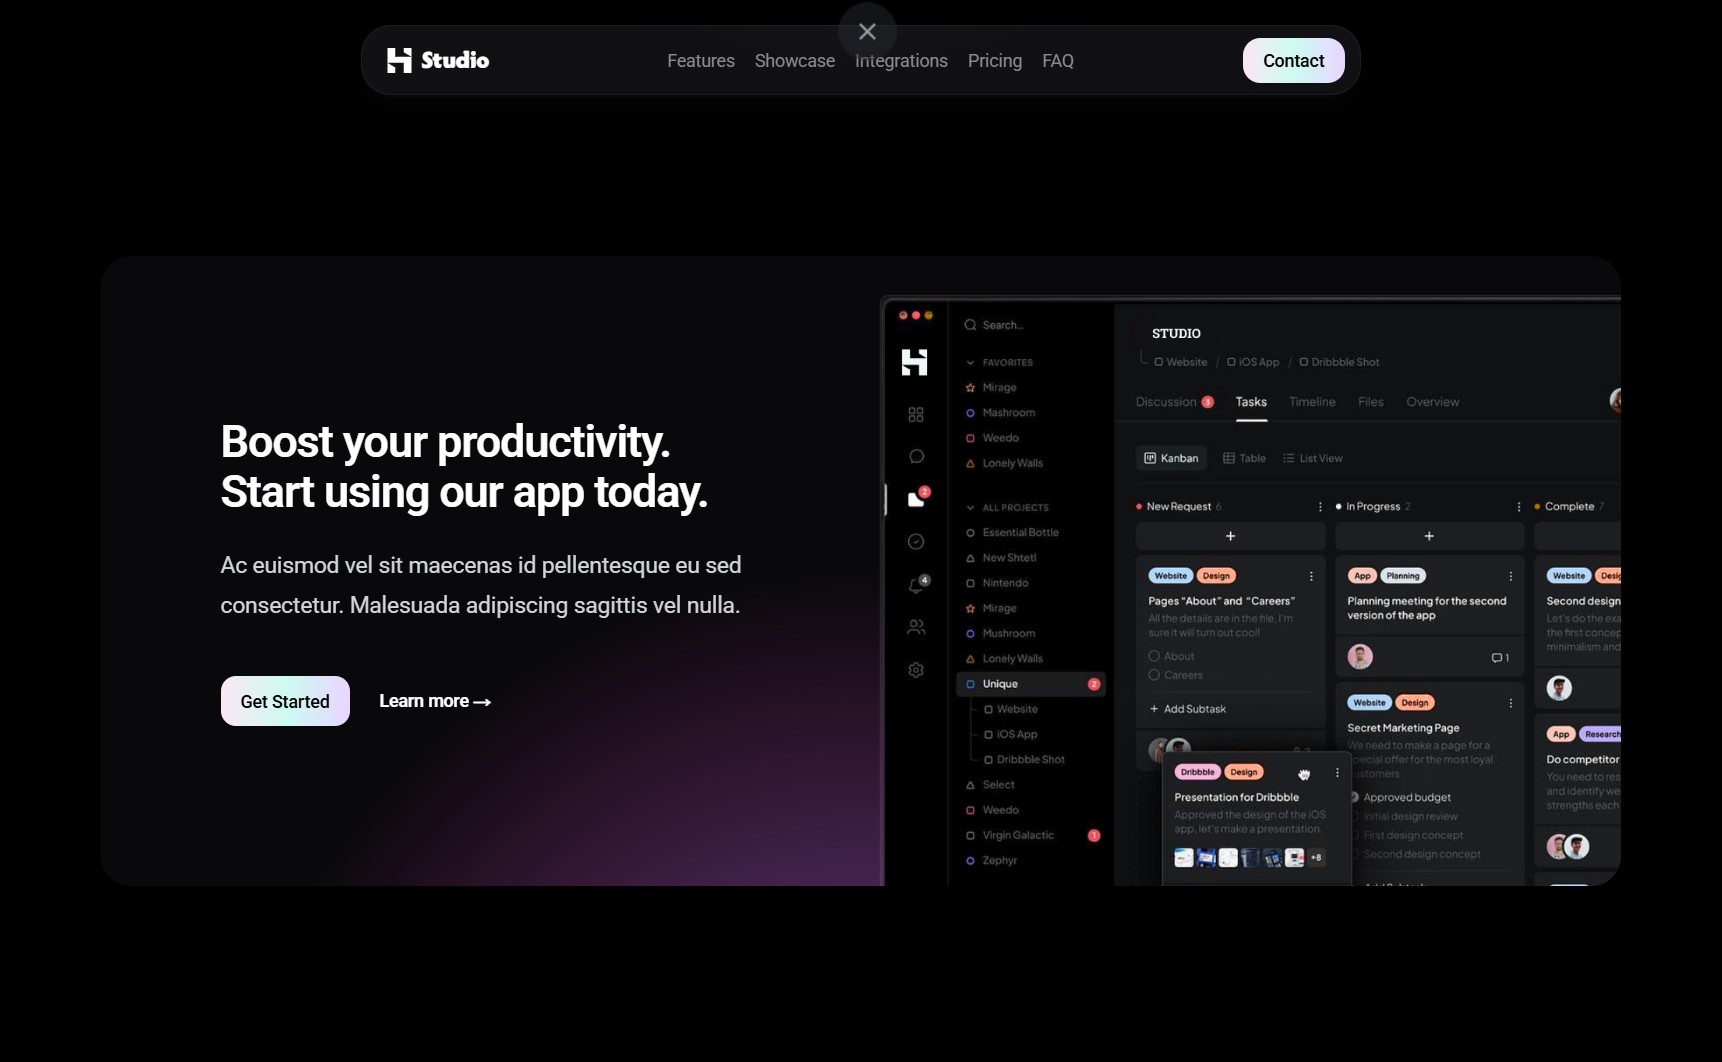 Studio
Features Showcase Integrations Pricing FAQ
Contact
Boost your productivity.
Start using our app today.
Ac euismod vel sit maecenas id pellentesque eu sed
consectetur. Malesuada adipiscing sagittis vel nulla.
Get Started
Learn more →
Search...
FAVORITES
Mirage
Mashroom
Weedo
Lonely Walls
ALL PROJECTS
Essential Bottle
New Shtetl
Nintendo
Mirage
Mushroom
Lonely Walls
Unique 2
Website
iOS App
Dribbble Shot
Select
Weedo
Virgin Galactic 1
Zephyr
2
4
STUDIO
Website / iOS App / Dribbble Shot
Discussion 3 Tasks Timeline Files Overview
Kanban Table List View
New Request 6
+
Website Design
Pages “About” and “Careers”
All the details are in the file, I'm
sure it will turn out cool!
About
Careers
+ Add Subtask
Dribbble Design
Presentation for Dribbble
Approved the design of the iOS
app, let's make a presentation.
+8
In Progress 2
+
App Planning
Planning meeting for the second
version of the app
1
Website Design
Secret Marketing Page
We need to make a page for a
special offer for the most loyal
customers
Approved budget
Initial design review
First design concept
Second design concept
Complete 7
Website
Second design
Let's do the
the first
minimalism and
App Research
Do competitor
You need to
and identify
strengths each